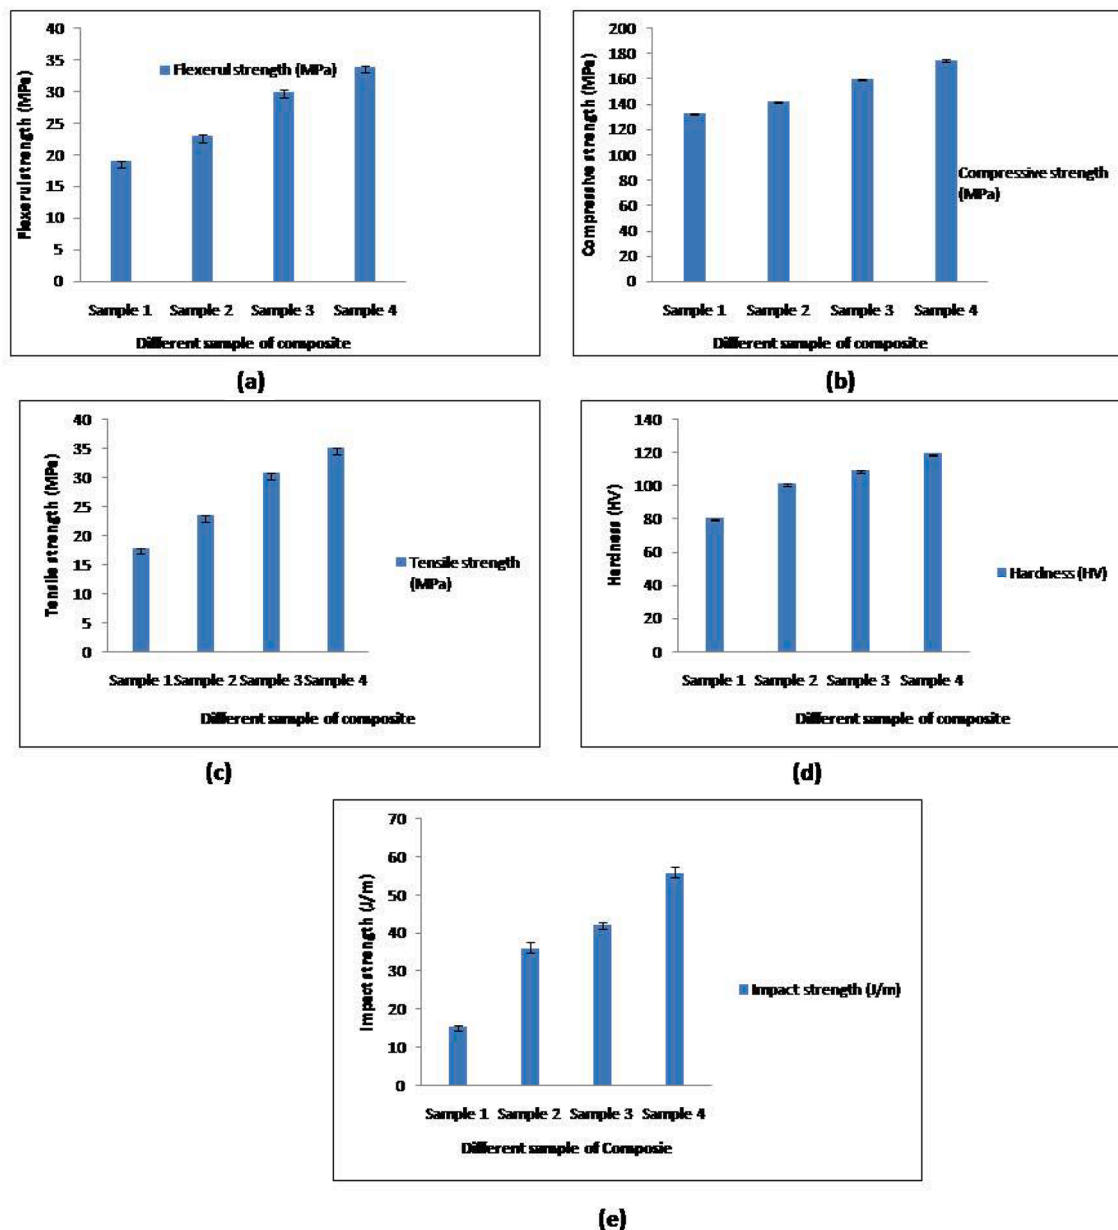 40
35
30
25
20
15
10
5
0
Flexerul strength (MPa)
Flexerul strength (MPa)
Sample 1 Sample 2 Sample 3 Sample 4
Different sample of composite
(a)
200
180
160
140
120
100
80
60
40
20
0
Compressive strength (MPa)
Compressive strength
(MPa)
Sample 1 Sample 2 Sample 3 Sample 4
Different sample of composite
(b)
40
35
30
25
20
15
10
5
0
Tensile strength (MPa)
Tensile strength
(MPa)
Sample 1 Sample 2 Sample 3 Sample 4
Different sample of composite
(c)
140
120
100
80
60
40
20
0
Hardness (HV)
Hardness (HV)
Sample 1 Sample 2 Sample 3 Sample 4
Different sample of composite
(d)
70
60
50
40
30
20
10
0
Impact strength (J/m)
Impact strength (J/m)
Sample 1 Sample 2 Sample 3 Sample 4
Different sample of Composie
(e)